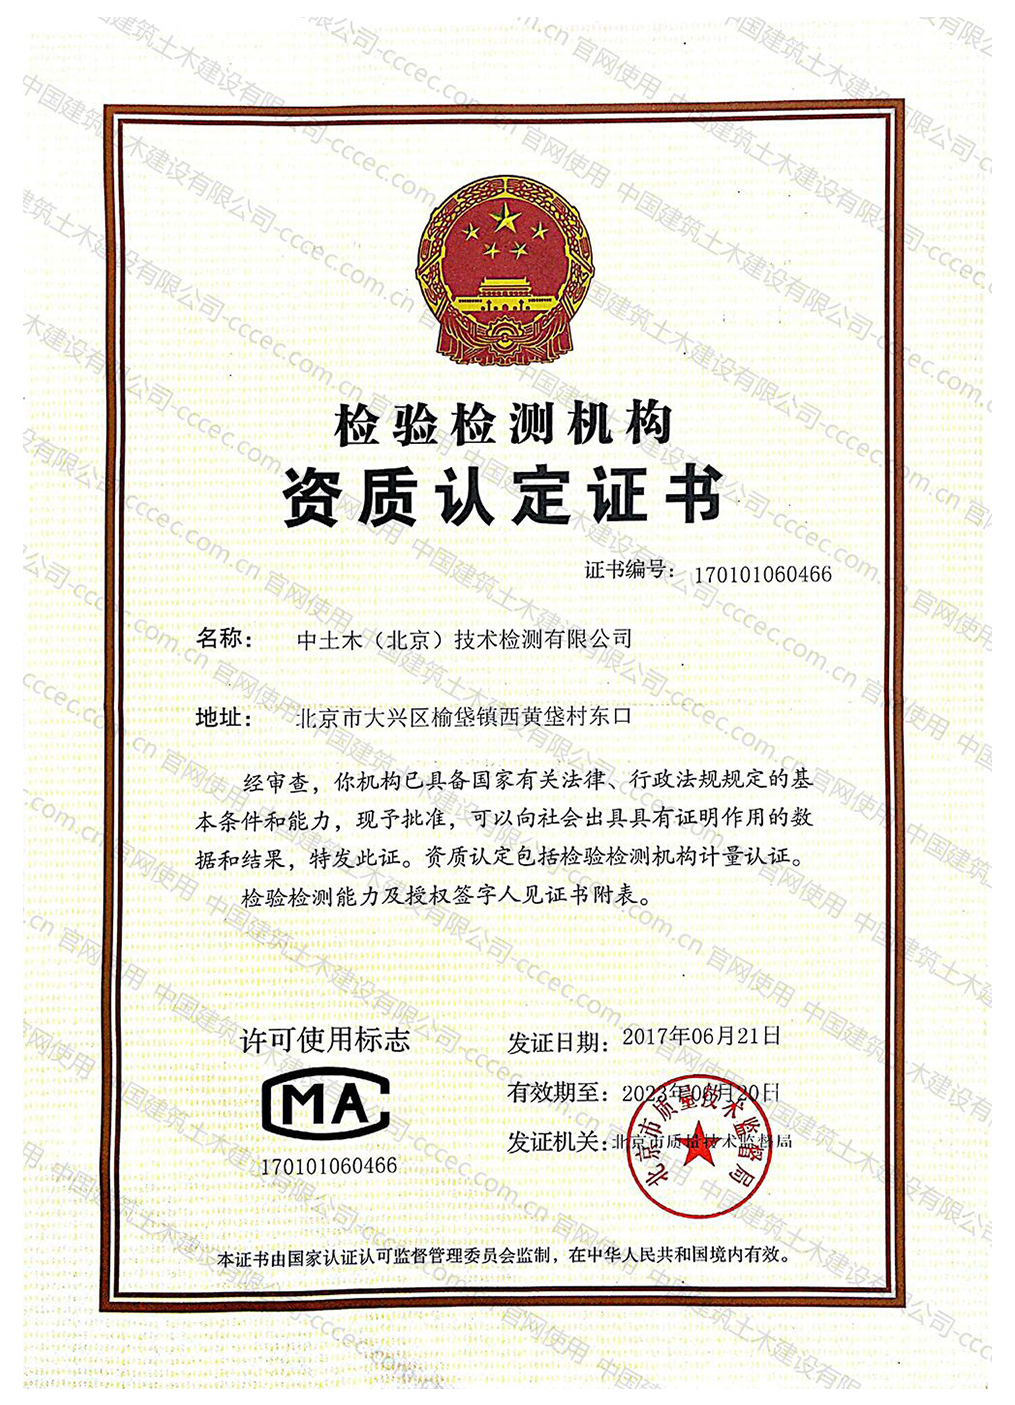 检验检测机构
资质认定证书
证书编号：170101060466
名称：中土木（北京）技术检测有限公司
地址：北京市大兴区榆垡镇西黄垡村东口
经审查，你机构已具备国家有关法律、行政法规规定的基
本条件和能力，现予批准，可以向社会出具具有证明作用的数
据和结果，特发此证。资质认定包括检验检测机构计量认证。
检验检测能力及授权签字人见证书附表。
许可使用标志
MA
170101060466
发证日期：2017年06月21日
有效期至：2023年06月20日
发证机关：北京市质量技术监督局
北京市质量技术监督局
本证书由国家认证认可监督管理委员会监制，在中华人民共和国境内有效。
中国建筑土木建设有限公司-cccec.com.cn 官网使用